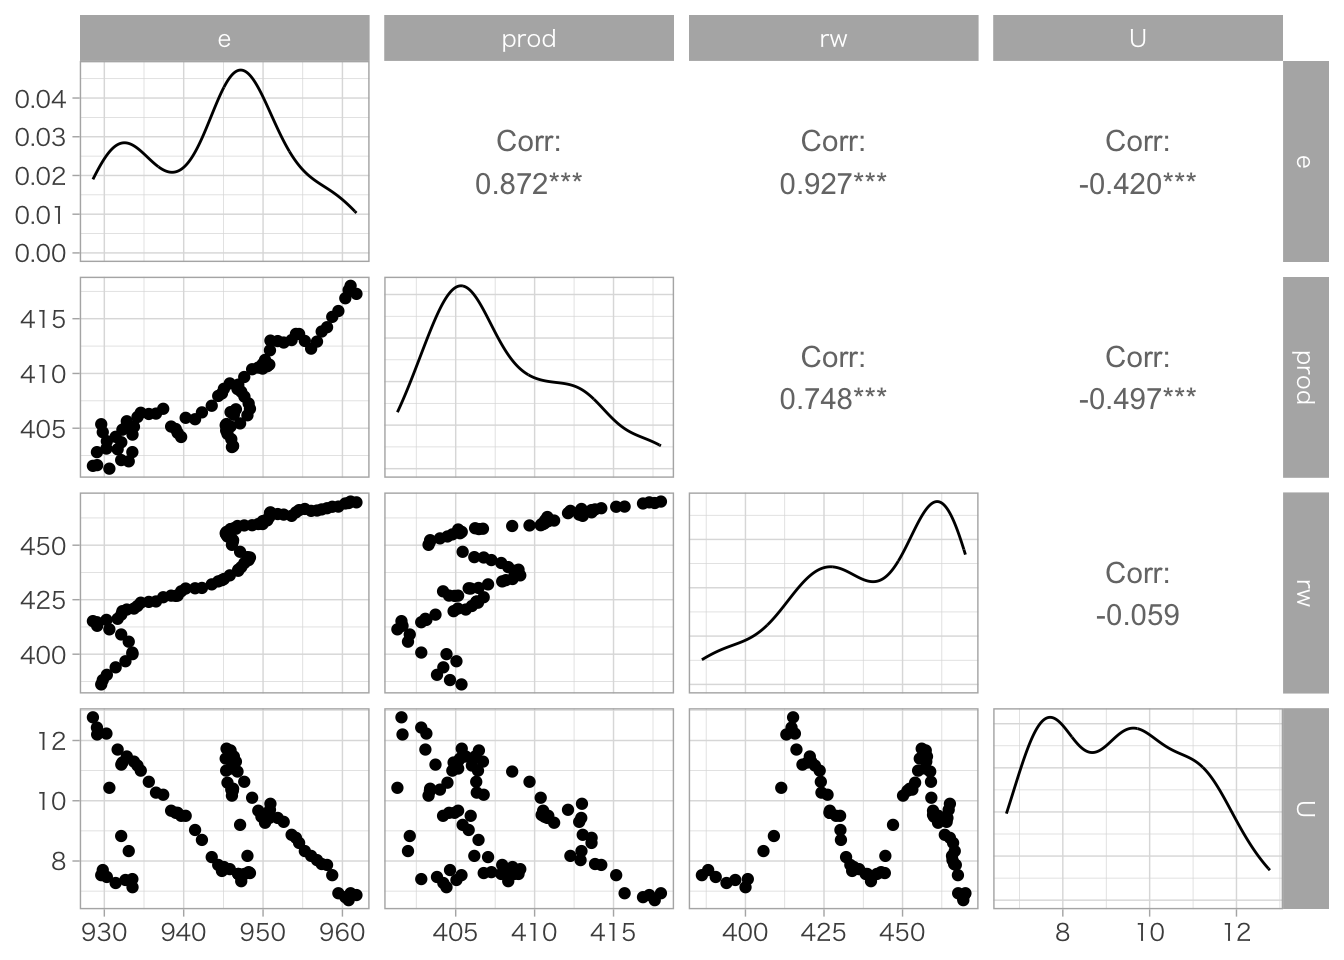 e prod rw U
0.04
0.03
0.02
0.01
0.00
Corr:
0.872***
Corr:
0.927***
Corr:
-0.420***
e
415
410
405
Corr:
0.748***
Corr:
-0.497***
prod
450
425
400
Corr:
-0.059
rw
12
10
8
U
930 940 950 960 405 410 415 400 425 450 8 10 12